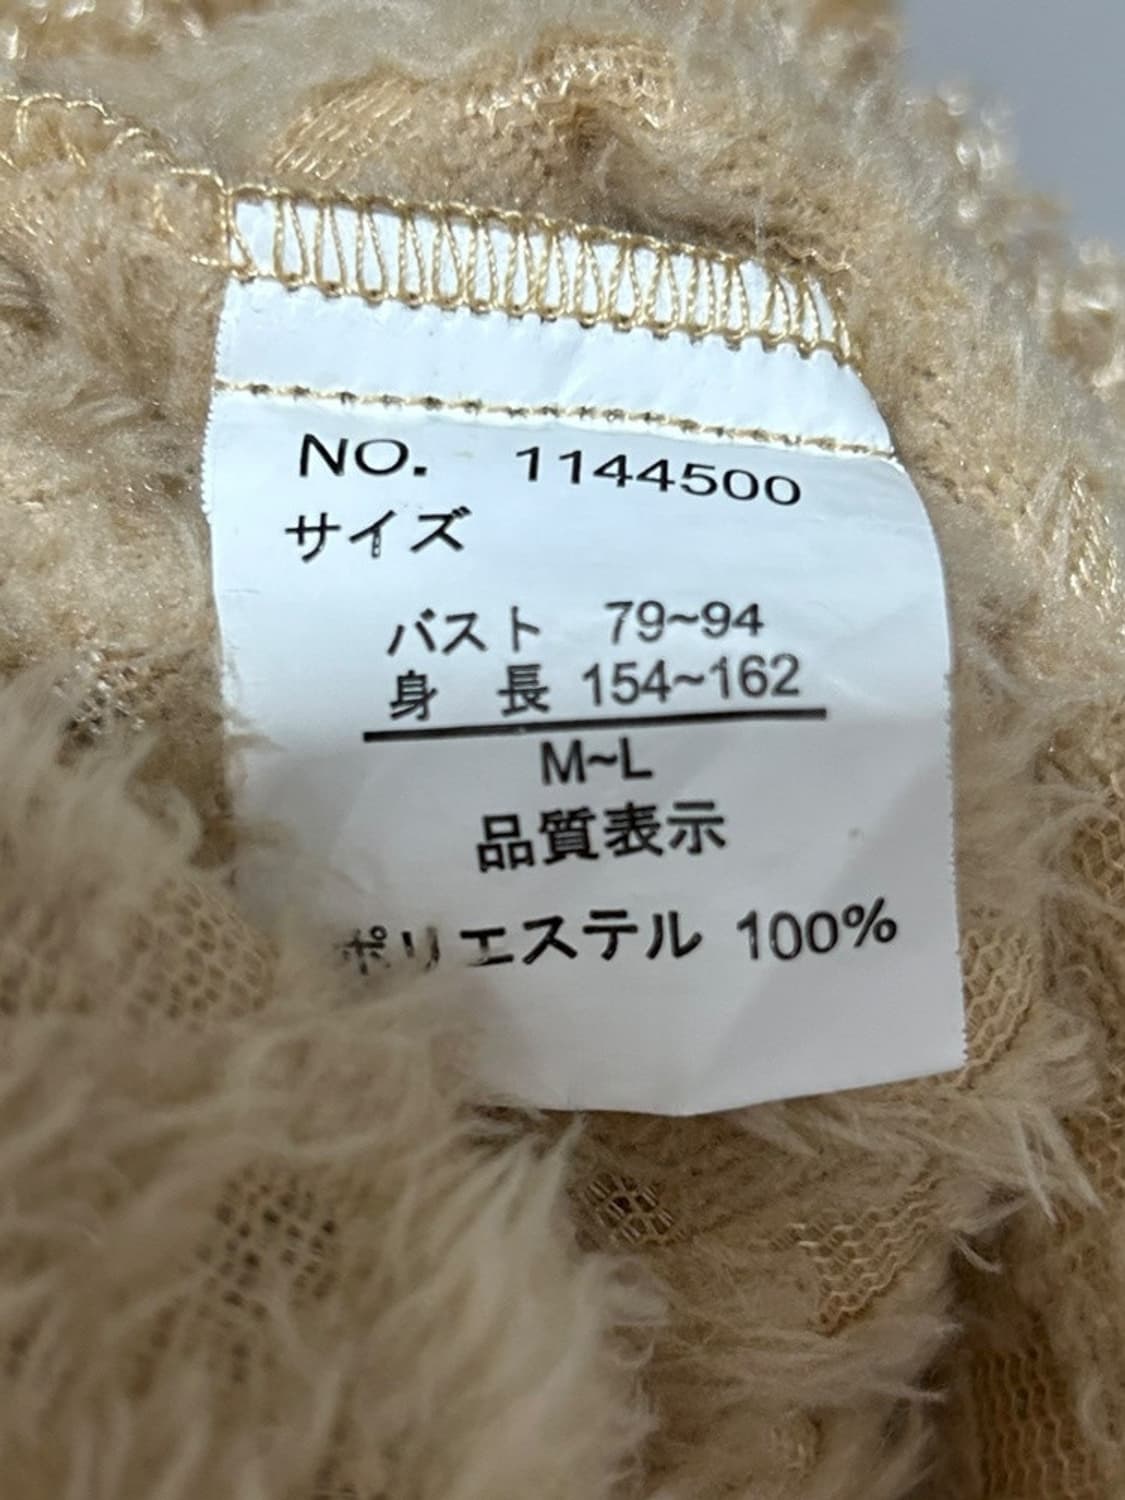 NO. 1144500
サイズ
バスト 79~94
身 長 154~162
M~L
品質表示
ポリエステル 100%